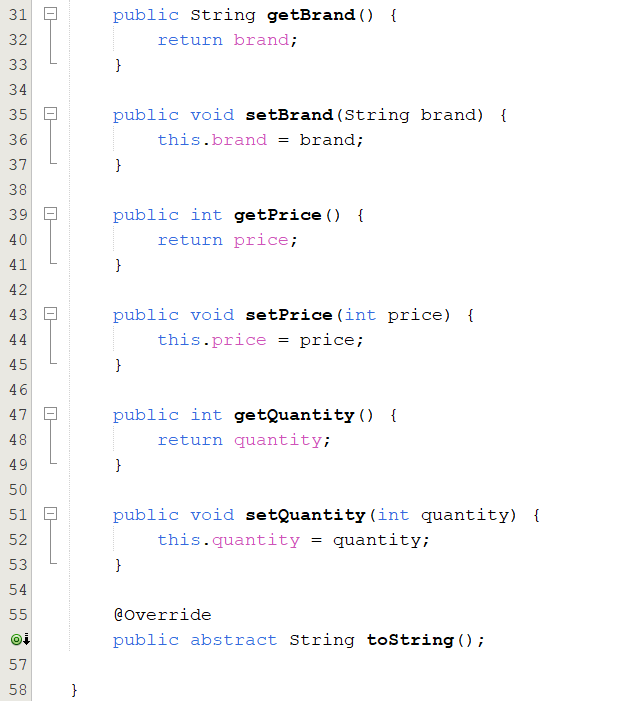 31 public String getBrand() {
32 return brand;
33 }
34
35 public void setBrand(String brand) {
36 this.brand = brand;
37 }
38
39 public int getPrice() {
40 return price;
41 }
42
43 public void setPrice(int price) {
44 this.price = price;
45 }
46
47 public int getQuantity() {
48 return quantity;
49 }
50
51 public void setQuantity(int quantity) {
52 this.quantity = quantity;
53 }
54
55 @Override
public abstract String toString();
57
58 }